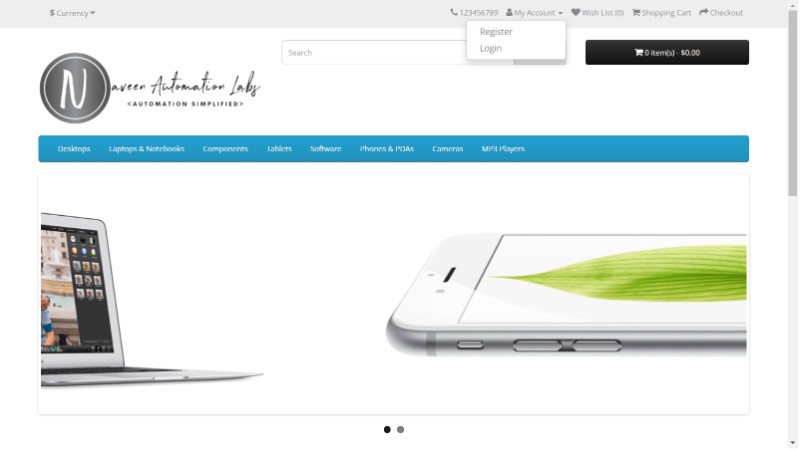 $ Currency
123456789 My Account Wish List (0) Shopping Cart Checkout
Register
Login
Search
0 item(s) - $0.00
N aveen Automation Labs
<AUTOMATION SIMPLIFIED>
Desktops Laptops & Notebooks Components Tablets Software Phones & PDAs Cameras MP3 Players